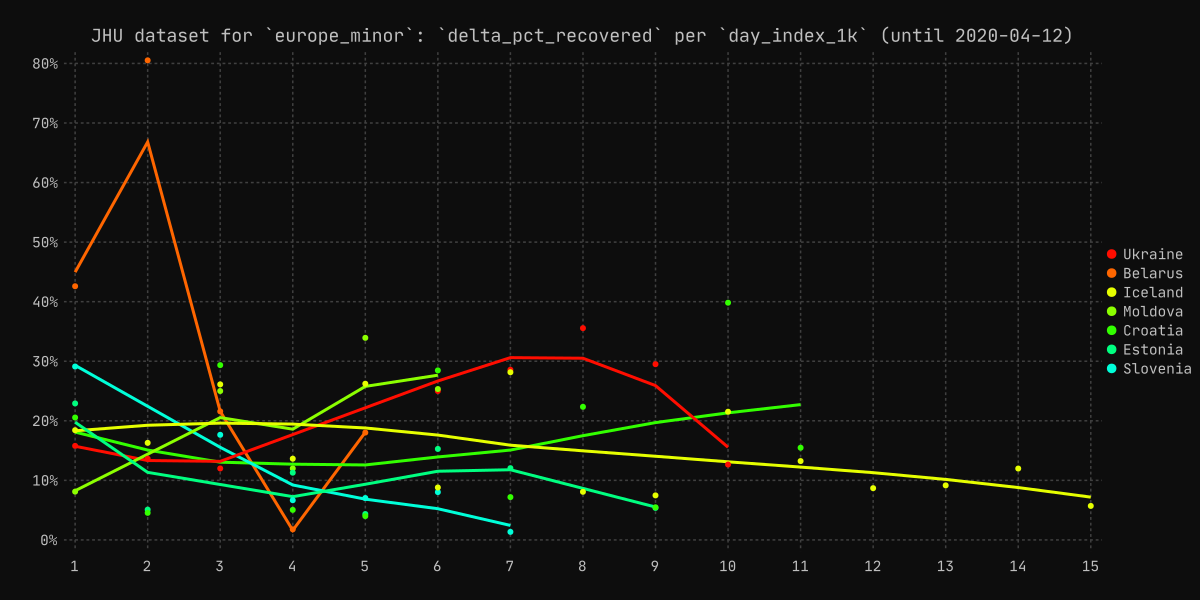 JHU dataset for `europe_minor`: `delta_pct_recovered` per `day_index_1k` (until 2020-04-12)
80%
70%
60%
50%
40%
30%
20%
10%
0%
1 2 3 4 5 6 7 8 9 10 11 12 13 14 15
Ukraine
Belarus
Iceland
Moldova
Croatia
Estonia
Slovenia